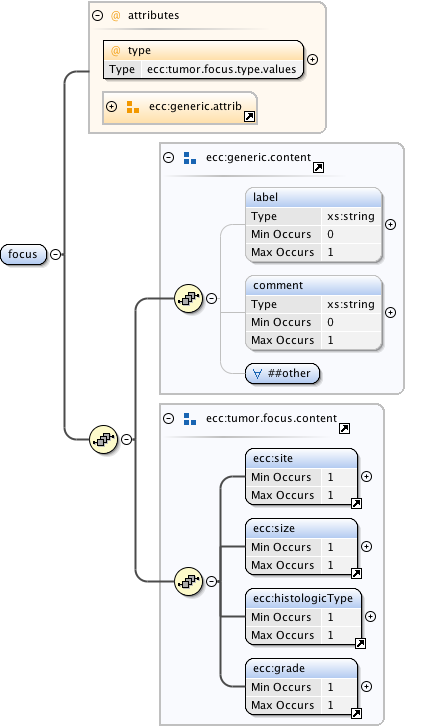 attributes
@ type
Type ecc:tumor.focus.type.values
ecc:generic.attrib
focus
ecc:generic.content
label
Type xs:string
Min Occurs 0
Max Occurs 1
comment
Type xs:string
Min Occurs 0
Max Occurs 1
∀ ##other
ecc:tumor.focus.content
ecc:site
Min Occurs 1
Max Occurs 1
ecc:size
Min Occurs 1
Max Occurs 1
ecc:histologicType
Min Occurs 1
Max Occurs 1
ecc:grade
Min Occurs 1
Max Occurs 1